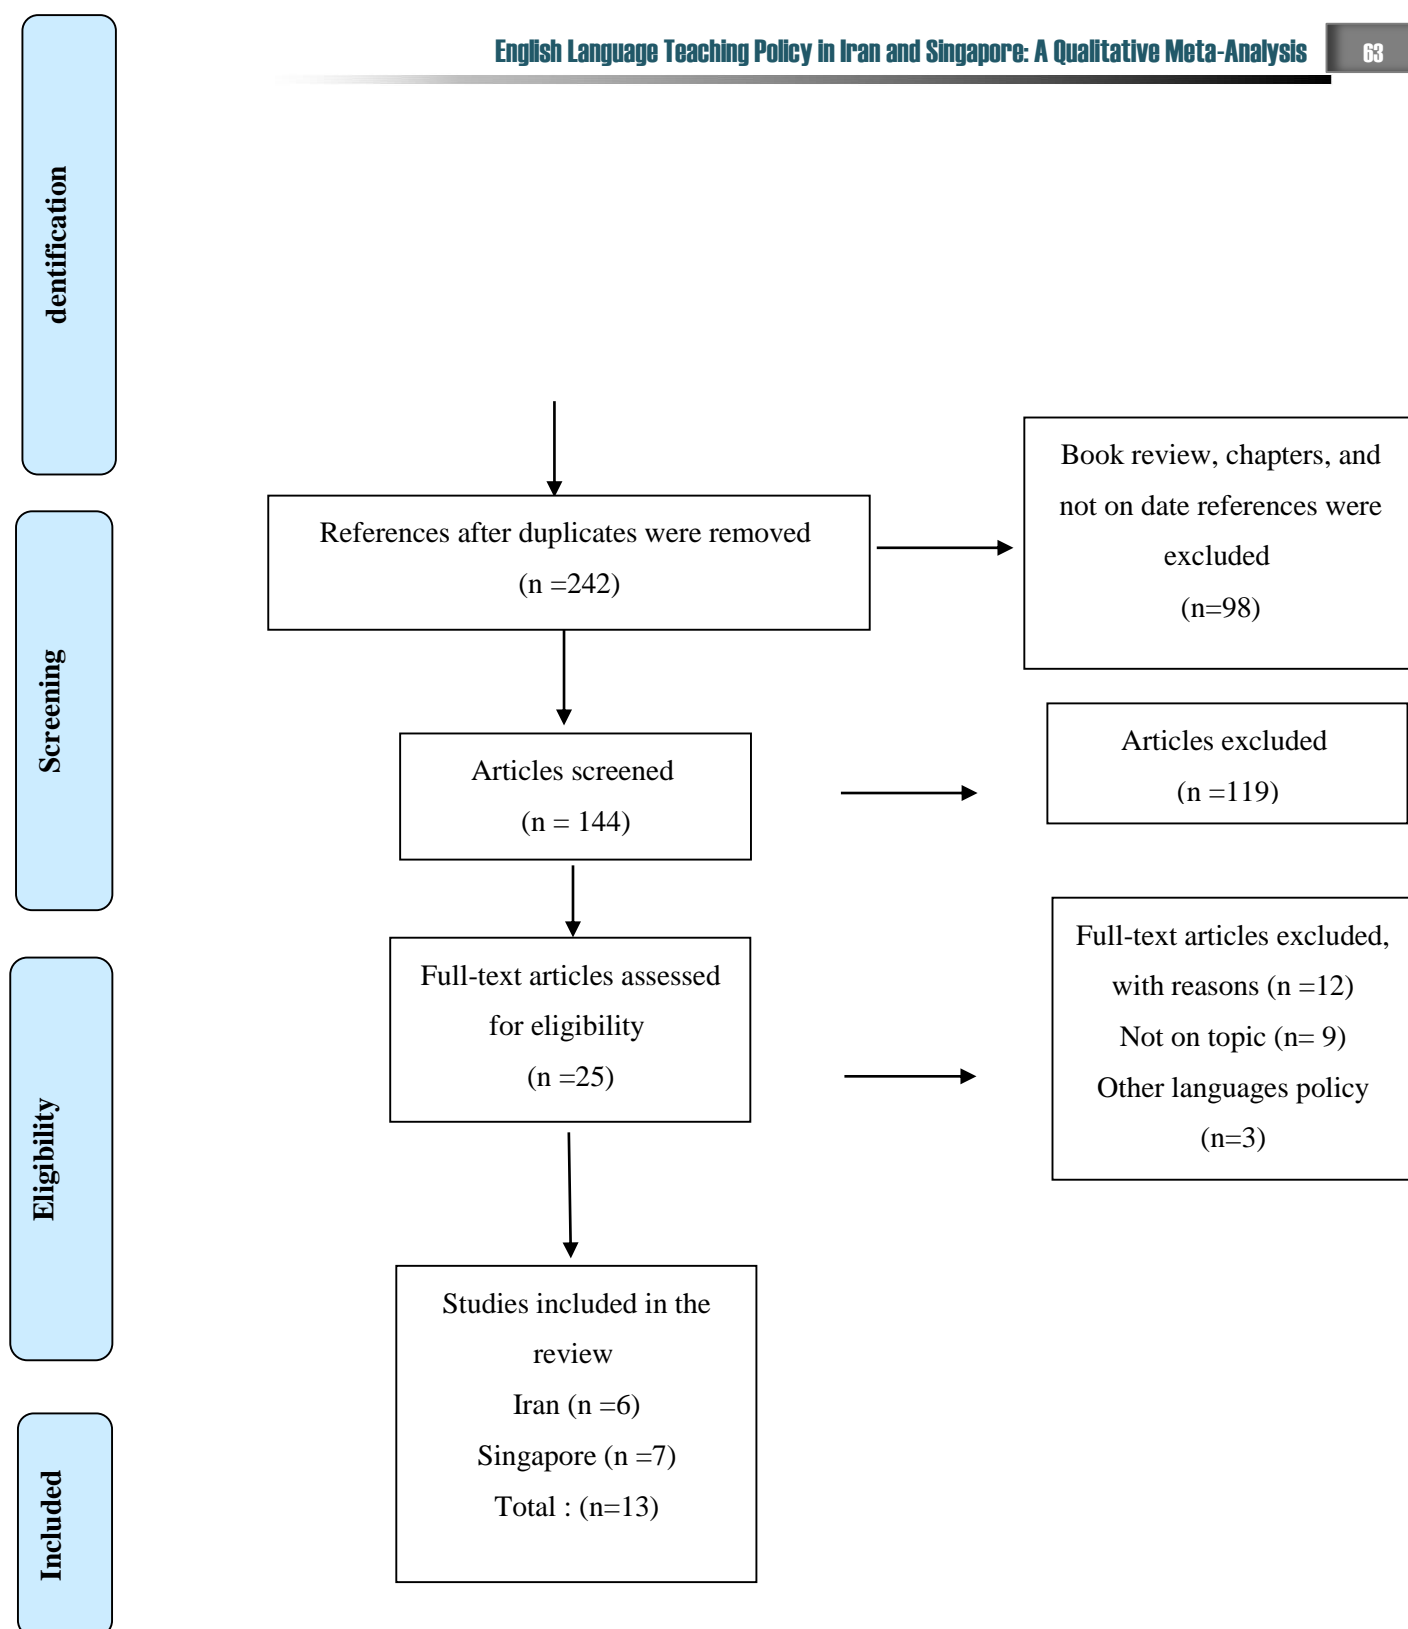 English Language Teaching Policy in Iran and Singapore: A Qualitative Meta-Analysis
63
dentification
References after duplicates were removed
(n =242)
Book review, chapters, and
not on date references were
excluded
(n=98)
Screening
Articles screened
(n = 144)
Articles excluded
(n =119)
Eligibility
Full-text articles assessed
for eligibility
(n =25)
Full-text articles excluded,
with reasons (n =12)
Not on topic (n= 9)
Other languages policy
(n=3)
Included
Studies included in the
review
Iran (n =6)
Singapore (n =7)
Total : (n=13)